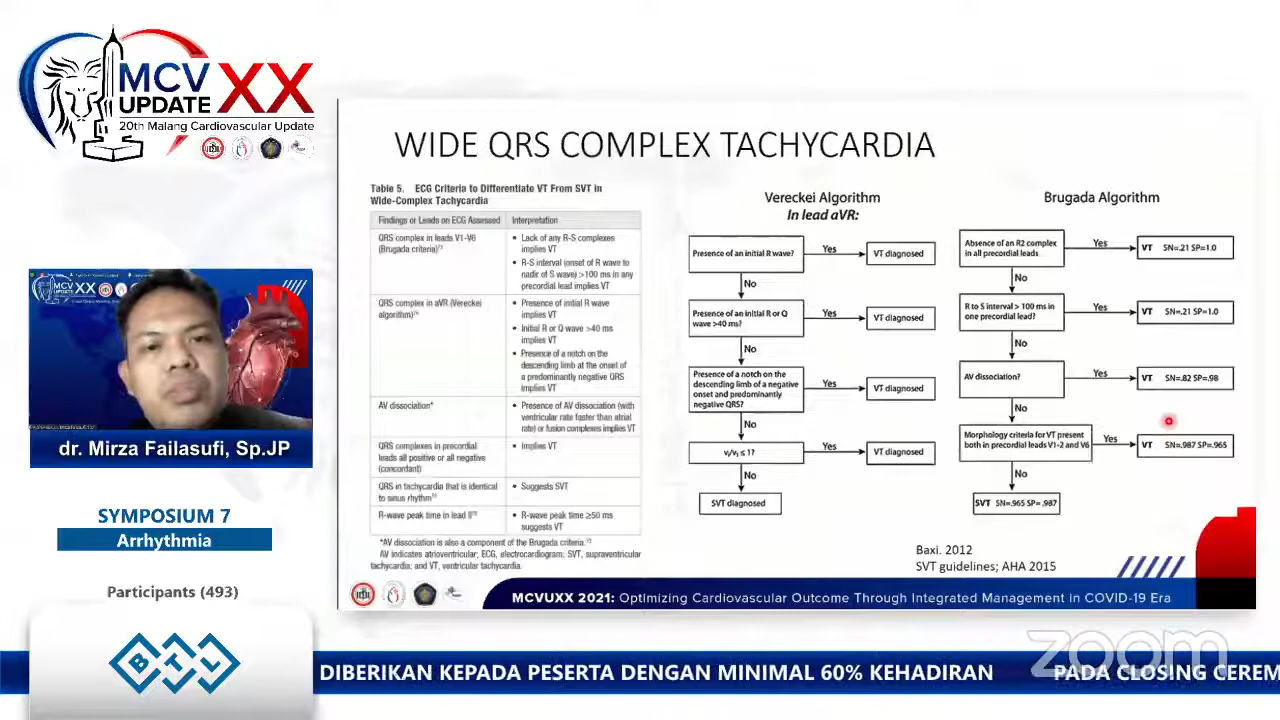 MCV XX
UPDATE
20th Malang Cardiovascular Update
WIDE QRS COMPLEX TACHYCARDIA
Table 5. ECG Criteria to Differentiate VT From SVT in
Wide-Complex Tachycardia
Findings or Leads on ECG Assessed Interpretation
QRS complex in leads V1-V6
(Brugada criteria)
• Lack of any R-S complexes
implies VT
• R-S interval (onset of R wave to
nadir of S wave) >100 ms in any
precordial lead implies VT
QRS complex in aVR (Vereckei
algorithm)
• Presence of initial R wave
implies VT
• Initial R or Q wave >40 ms
implies VT
• Presence of a notch on the
descending limb at the onset of
a predominantly negative QRS
implies VT
AV dissociation*
• Presence of AV dissociation (with
ventricular rate faster than atrial
rate) or fusion complexes implies VT
QRS complexes in precordial
leads all positive or all negative
(concordant)
• Implies VT
QRS in tachycardia that is identical
to sinus rhythm
• Suggests SVT
R-wave peak time in lead II
• R-wave peak time ≥50 ms
suggests VT
*AV dissociation is also a component of the Brugada criteria.
AV indicates atrioventricular; ECG, electrocardiogram; SVT, supraventricular
tachycardia; and VT, ventricular tachycardia.
Vereckei Algorithm
In lead aVR:
Presence of an initial R wave?
Yes
VT diagnosed
No
Presence of an initial R or Q
wave >40 ms?
Yes
VT diagnosed
No
Presence of a notch on the
descending limb of a negative
onset and predominantly
negative QRS?
Yes
VT diagnosed
No
vi/vt ≤ 1?
Yes
VT diagnosed
No
SVT diagnosed
Brugada Algorithm
Absence of an R2 complex
in all precordial leads
Yes
VT SN=.21 SP=1.0
No
R to S interval > 100 ms in
one precordial lead?
Yes
VT SN=.21 SP=1.0
No
AV dissociation?
Yes
VT SN=.82 SP=.98
No
Morphology criteria for VT present
both in precordial leads V1-2 and V6
Yes
VT SN=.987 SP=.965
No
SVT SN=.965 SP=.987
Baxi. 2012
SVT guidelines; AHA 2015
MCVUXX 2021: Optimizing Cardiovascular Outcome Through Integrated Management in COVID-19 Era
dr. Mirza Failasufi, Sp.JP
SYMPOSIUM 7
Arrhythmia
Participants (493)
BTL
zoom
DIBERIKAN KEPADA PESERTA DENGAN MINIMAL 60% KEHADIRAN PADA CLOSING CEREM